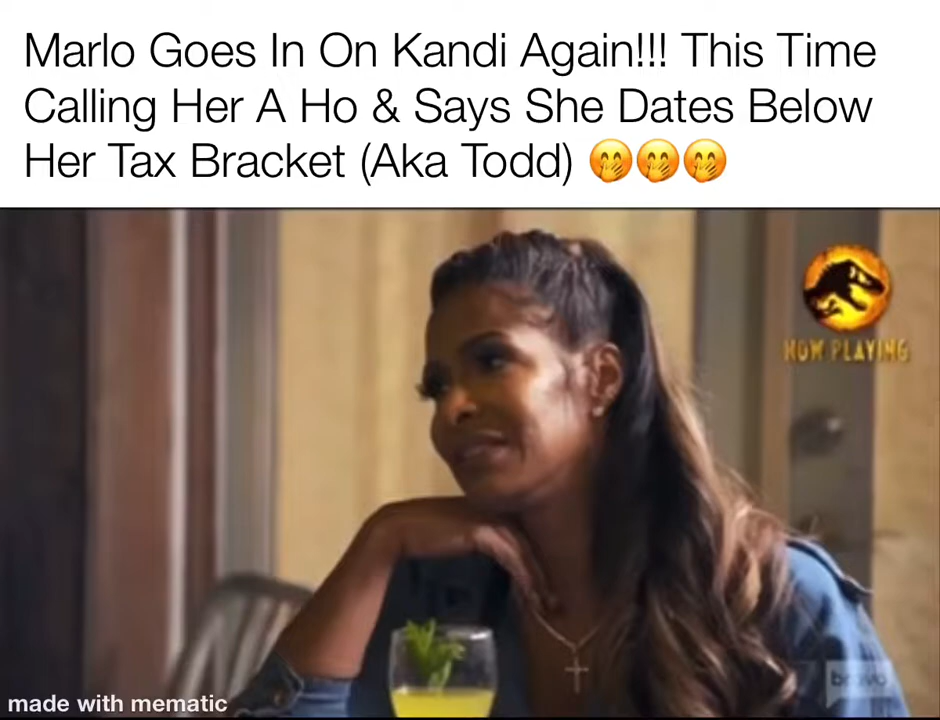 Marlo Goes In On Kandi Again!!! This Time
Calling Her A Ho & Says She Dates Below
Her Tax Bracket (Aka Todd) 🤭🤭🤭
NOW PLAYING
bravo
made with mematic